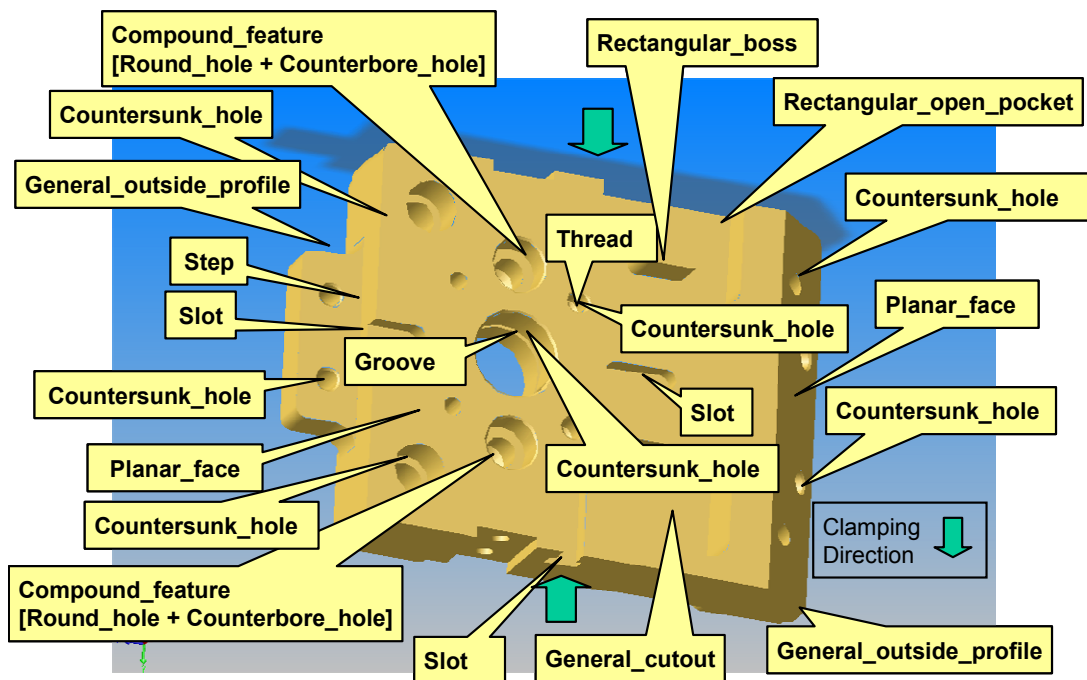 Compound_feature
[Round_hole + Counterbore_hole]
Rectangular_boss
Rectangular_open_pocket
Countersunk_hole
General_outside_profile
Countersunk_hole
Thread
Step
Slot
Countersunk_hole
Planar_face
Groove
Countersunk_hole
Slot
Countersunk_hole
Planar_face
Countersunk_hole
Countersunk_hole
Clamping
Direction
Compound_feature
[Round_hole + Counterbore_hole]
Slot
General_cutout
General_outside_profile